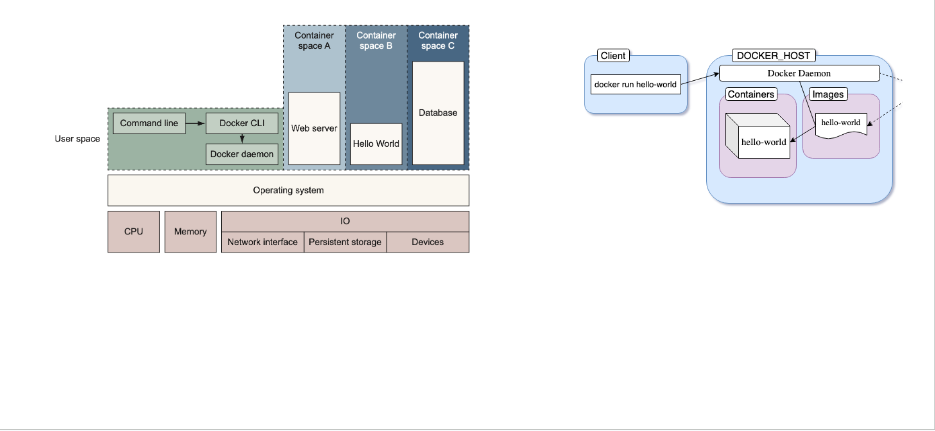 Container
space A
Container
space B
Container
space C
Web server
Hello World
Database
User space
Command line
Docker CLI
Docker daemon
Operating system
CPU
Memory
IO
Network interface
Persistent storage
Devices
Client
docker run hello-world
DOCKER_HOST
Docker Daemon
Containers
hello-world
Images
hello-world